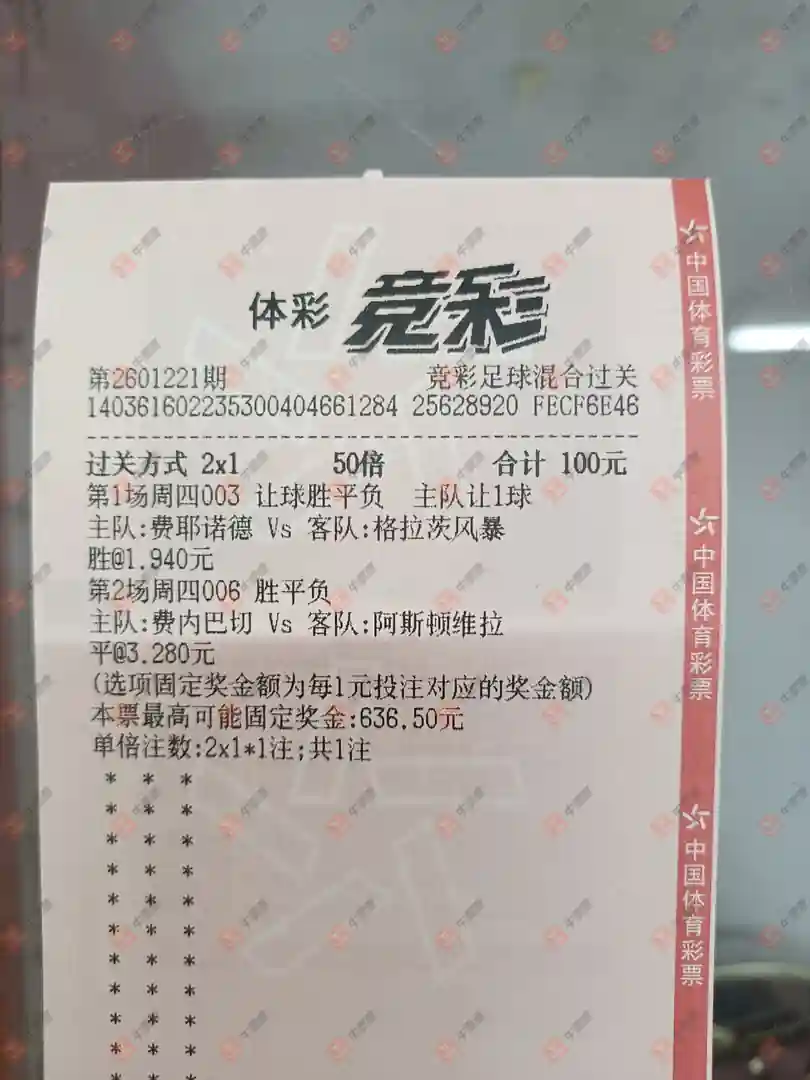 体彩 竞彩
第2601221期 竞彩足球混合过关
140361602235300404661284 25628920 FECF6E46
过关方式 2x1 50倍 合计 100元
第1场周四003 让球胜平负 主队让1球
主队:费耶诺德 Vs 客队:格拉茨风暴
胜@1.940元
第2场周四006 胜平负
主队:费内巴切 Vs 客队:阿斯顿维拉
平@3.280元
(选项固定奖金额为每1元投注对应的奖金额)
本票最高可能固定奖金:636.50元
单倍注数:2x1*1注;共1注
* * *
* * *
* * *
* * *
* * *
* * *
* * *
* * *
* * *
* * *
* * *
中国体育彩票
中国体育彩票
中国体育彩票